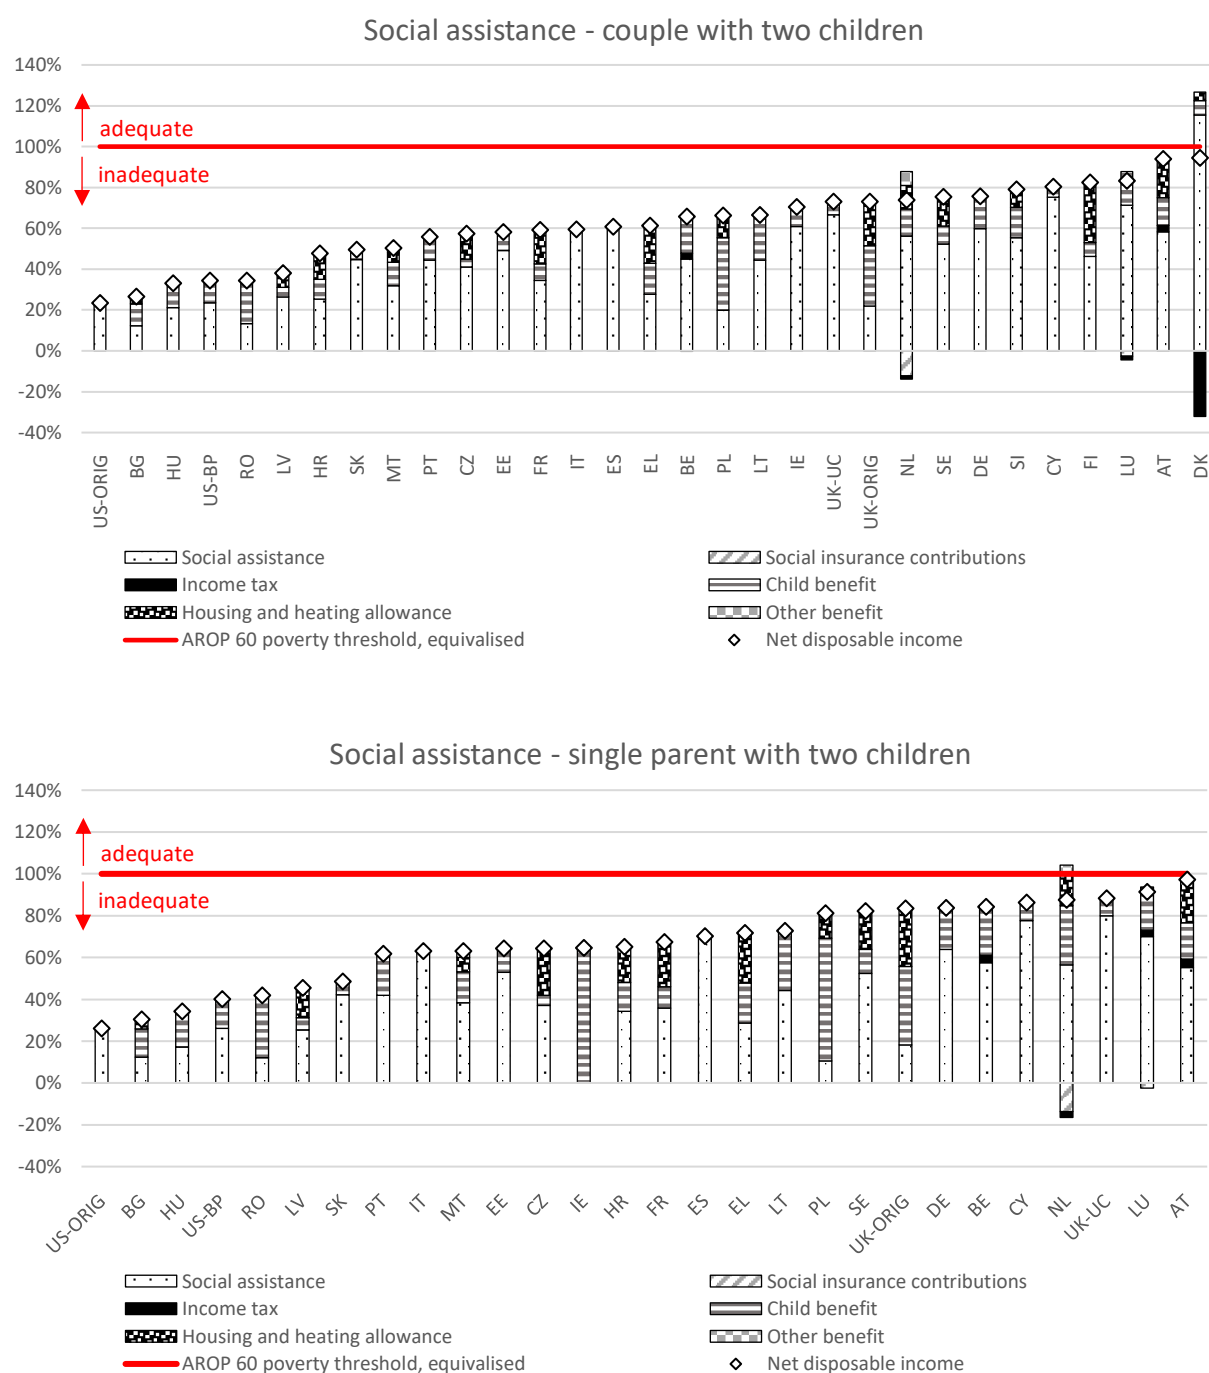 Social assistance - couple with two children
140%
120%
100%
80%
60%
40%
20%
0%
-20%
-40%
adequate
inadequate
US-ORIG
BG
HU
US-BP
RO
LV
HR
SK
MT
PT
CZ
EE
FR
IT
ES
EL
BE
PL
LT
IE
UK-UC
UK-ORIG
NL
SE
DE
SI
CY
FI
LU
AT
DK
Social assistance
Social insurance contributions
Income tax
Child benefit
Housing and heating allowance
Other benefit
AROP 60 poverty threshold, equivalised
Net disposable income
Social assistance - single parent with two children
140%
120%
100%
80%
60%
40%
20%
0%
-20%
-40%
adequate
inadequate
US-ORIG
BG
HU
US-BP
RO
LV
SK
PT
IT
MT
EE
CZ
IE
HR
FR
ES
EL
LT
PL
SE
UK-ORIG
DE
BE
CY
NL
UK-UC
LU
AT
Social assistance
Social insurance contributions
Income tax
Child benefit
Housing and heating allowance
Other benefit
AROP 60 poverty threshold, equivalised
Net disposable income